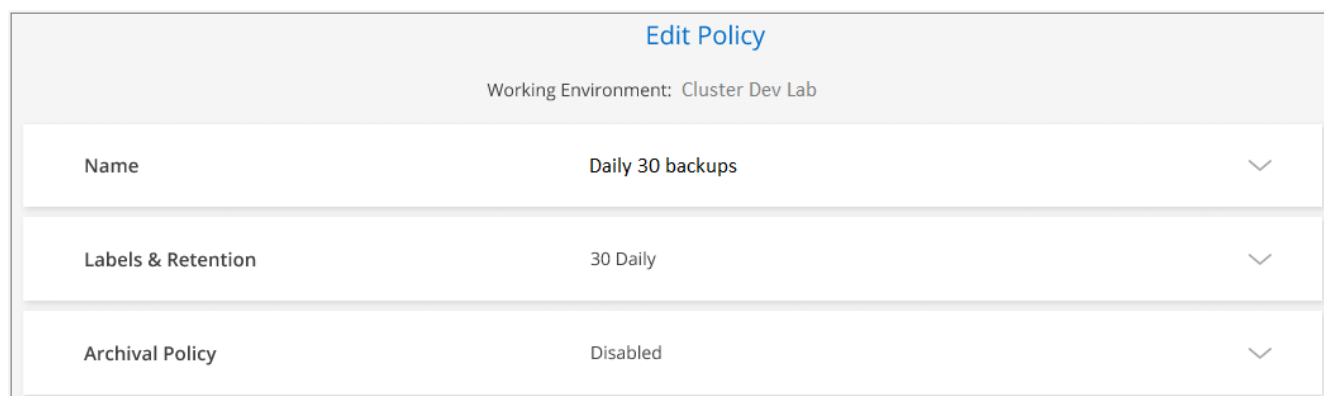 Edit Policy
Working Environment: Cluster Dev Lab
Name Daily 30 backups
Labels & Retention 30 Daily
Archival Policy Disabled